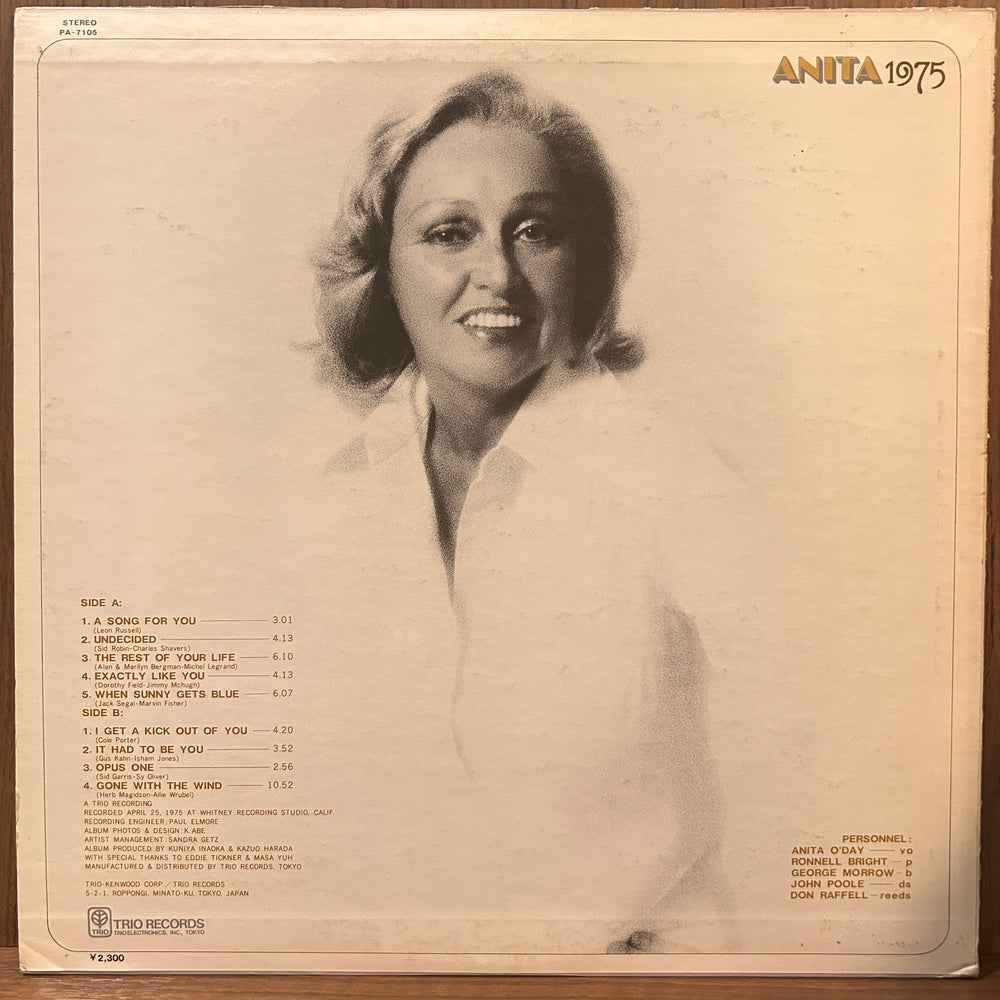 STEREO
PA-7105
ANITA 1975
SIDE A:
1. A SONG FOR YOU 3.01
(Leon Russell)
2. UNDECIDED 4.13
(Sid Robin-Charles Shavers)
3. THE REST OF YOUR LIFE 6.10
(Alan & Marilyn Bergman-Michel Legrand)
4. EXACTLY LIKE YOU 4.13
(Dorothy Field-Jimmy Mchugh)
5. WHEN SUNNY GETS BLUE 6.07
(Jack Segal-Marvin Fisher)
SIDE B:
1. I GET A KICK OUT OF YOU 4.20
(Cole Porter)
2. IT HAD TO BE YOU 3.52
(Gus Kahn-Isham Jones)
3. OPUS ONE 2.56
(Sid Garris-Sy Oliver)
4. GONE WITH THE WIND 10.52
(Herb Magidson-Allie Wrubel)
A TRIO RECORDING
RECORDED APRIL 25, 1975 AT WHITNEY RECORDING STUDIO, CALIF.
RECORDING ENGINEER: PAUL ELMORE
ALBUM PHOTOS & DESIGN: K. ABE
ARTIST MANAGEMENT: SANDRA GETZ
ALBUM PRODUCED BY KUNIYA INAOKA & KAZUO HARADA
WITH SPECIAL THANKS TO EDDIE TICKNER & MASA YUH
MANUFACTURED & DISTRIBUTED BY TRIO RECORDS, TOKYO
TRIO-KENWOOD CORP. / TRIO RECORDS
5-2-1, ROPPONGI, MINATO-KU, TOKYO, JAPAN
TRIO
TRIO RECORDS
TRIO ELECTRONICS, INC., TOKYO
¥2,300
PERSONNEL:
ANITA O'DAY — vo
RONNELL BRIGHT — p
GEORGE MORROW — b
JOHN POOLE — ds
DON RAFFELL — reeds